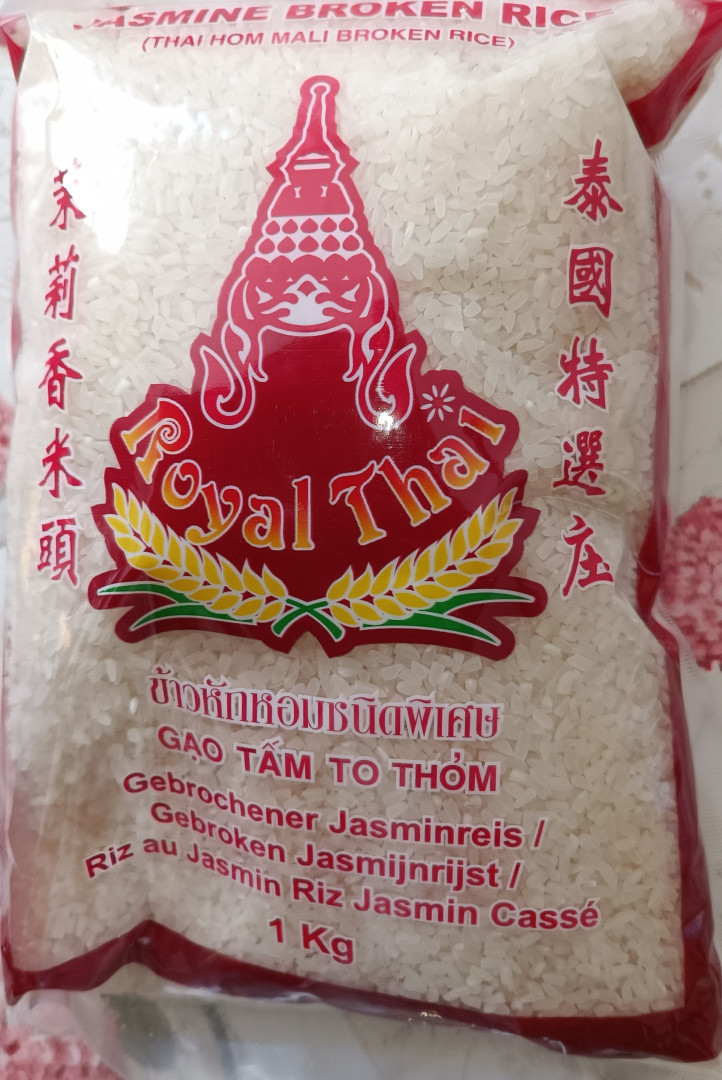 JASMINE BROKEN RICE
(THAI HOM MALI BROKEN RICE)
茉莉香米頭
泰國特選庄
Royal Thai
ข้าวหักหอมชนิดพิเศษ
GẠO TẤM TO THỎM
Gebrochener Jasminreis /
Gebroken Jasmijnrijst /
Riz au Jasmin Riz Jasmin Cassé
1 Kg